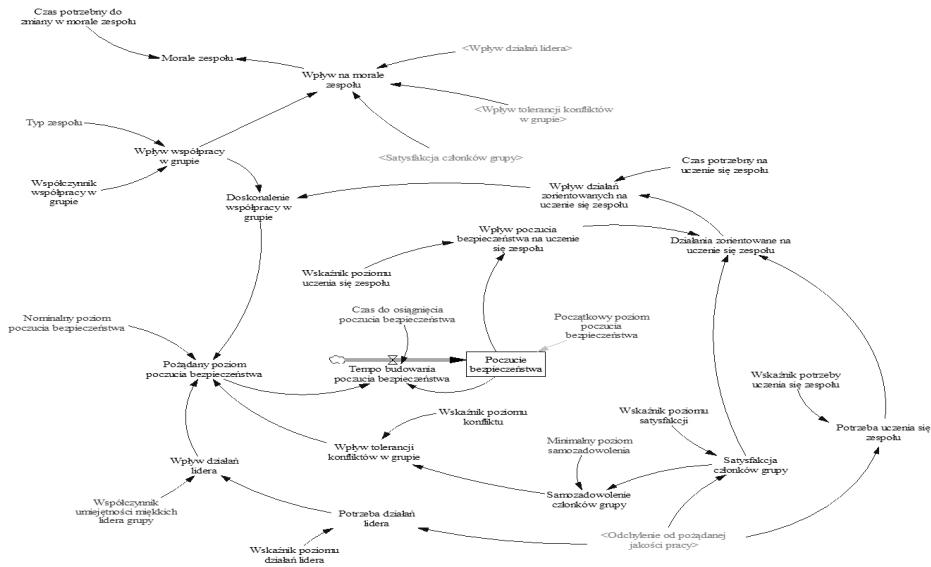 Czas potrzebny do
zmiany w morale zespołu
Morale zespołu
<Wpływ działań lidera>
Wpływ na morale
zespołu
<Wpływ tolerancji konfliktów
w grupie>
Typ zespołu
Wpływ współpracy
w grupie
<Satysfakcja członków grupy>
Czas potrzebny na
uczenie się zespołu
Współczynnik
współpracy w
grupie
Doskonalenie
współpracy w
grupie
Wpływ działań
zorientowanych na
uczenie się zespołu
Wpływ poczucia
bezpieczeństwa na uczenie
się zespołu
Działania zorientowane na
uczenie się zespołu
Wskaźnik poziomu
uczenia się zespołu
Nominalny poziom
poczucia bezpieczeństwa
Czas do osiągnięcia
poczucia bezpieczeństwa
Początkowy poziom
poczucia
bezpieczeństwa
Pożądany poziom
poczucia bezpieczeństwa
Tempo budowania
poczucia bezpieczeństwa
Poczucie
bezpieczeństwa
Wskaźnik potrzeby
uczenia się zespołu
Wskaźnik poziomu
konfliktu
Wskaźnik poziomu
satysfakcji
Potrzeba uczenia się
zespołu
Wpływ tolerancji
konfliktów w grupie
Minimalny poziom
samozadowolenia
Wpływ działań
lidera
Satysfakcja
członków grupy
Współczynnik
umiejętności miękkich
lidera grupy
Samozadowolenie
członków grupy
Potrzeba działań
lidera
<Odchylenie od pożądanej
jakości pracy>
Wskaźnik poziomu
działań lidera